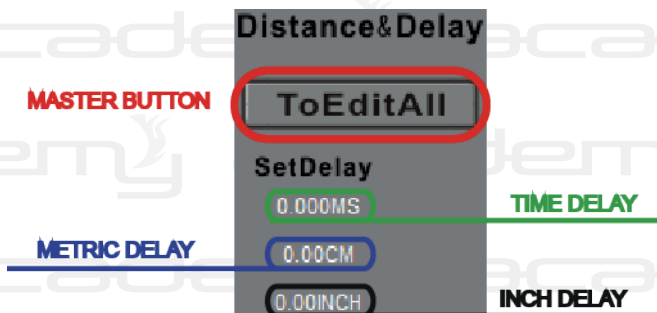 Distance&Delay
MASTER BUTTON
ToEditAll
SetDelay
0.000MS
TIME DELAY
METRIC DELAY
0.00CM
0.00INCH
INCH DELAY